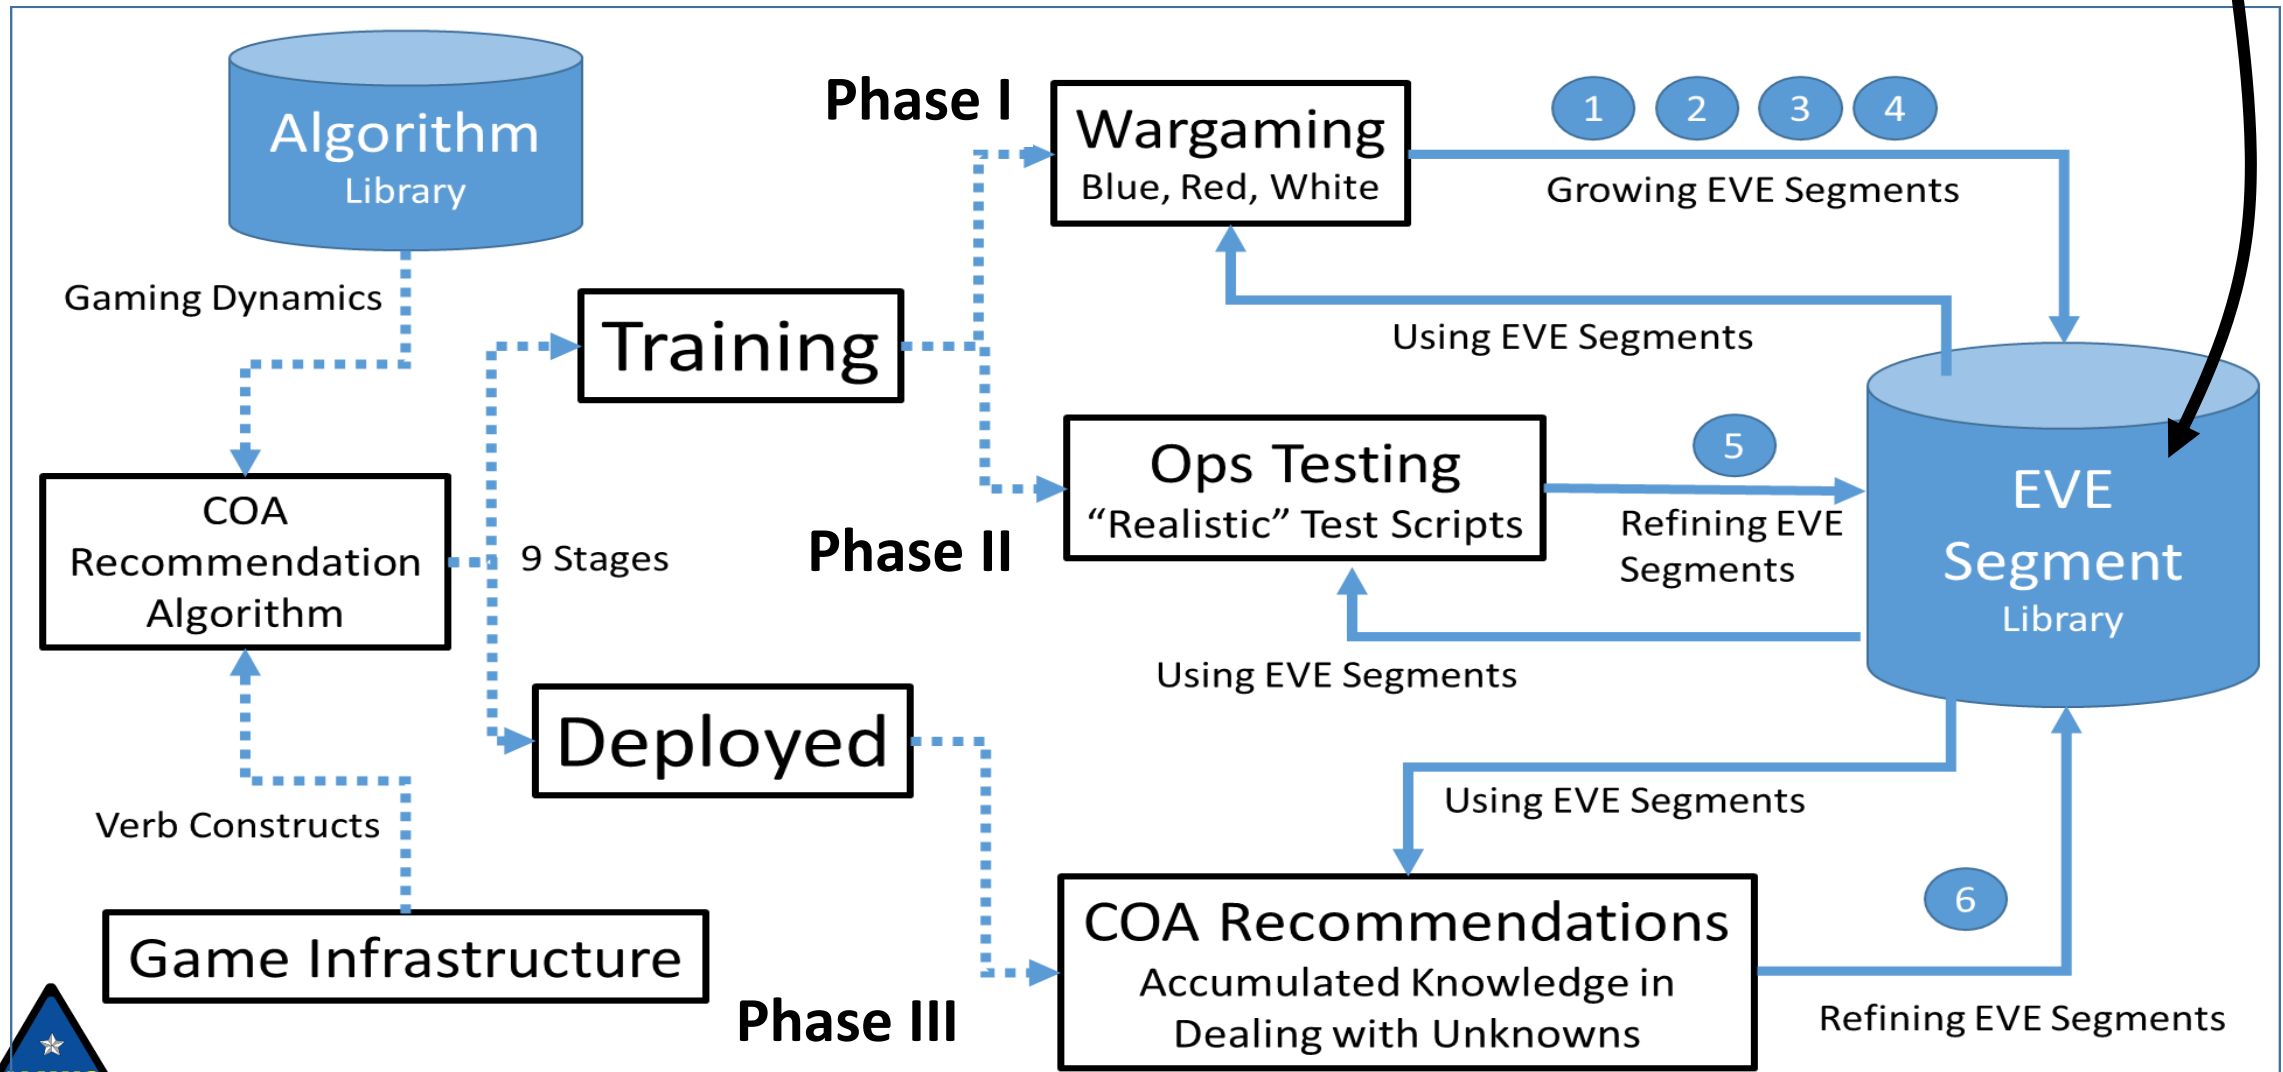 Algorithm
Library
Gaming Dynamics
COA
Recommendation
Algorithm
9 Stages
Verb Constructs
Game Infrastructure
Training
Deployed
Phase I
Wargaming
Blue, Red, White
1 2 3 4
Growing EVE Segments
Using EVE Segments
Phase II
Ops Testing
“Realistic” Test Scripts
5
Refining EVE
Segments
Using EVE Segments
EVE
Segment
Library
Using EVE Segments
Phase III
COA Recommendations
Accumulated Knowledge in
Dealing with Unknowns
6
Refining EVE Segments